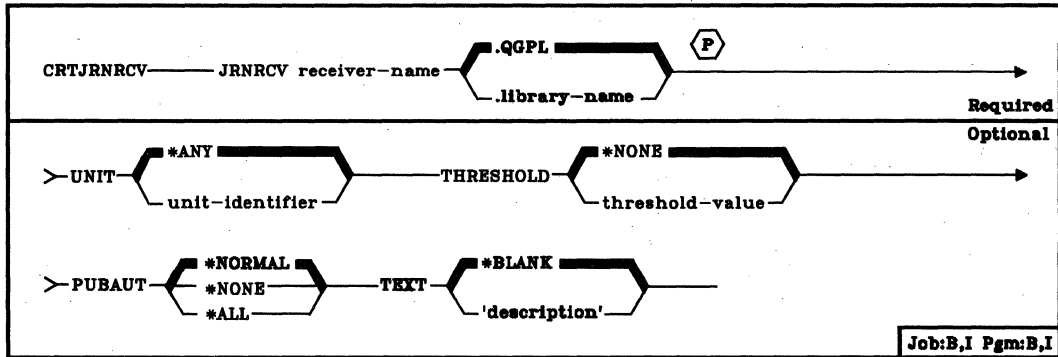 .QGPL
P
CRTJRNRCV JRNRCV receiver-name
.library-name
Required
Optional
*ANY *NONE
UNIT THRESHOLD
unit-identifier threshold-value
*NORMAL *BLANK
PUBAUT *NONE TEXT
*ALL 'description'
Job:B,I Pgm:B,I